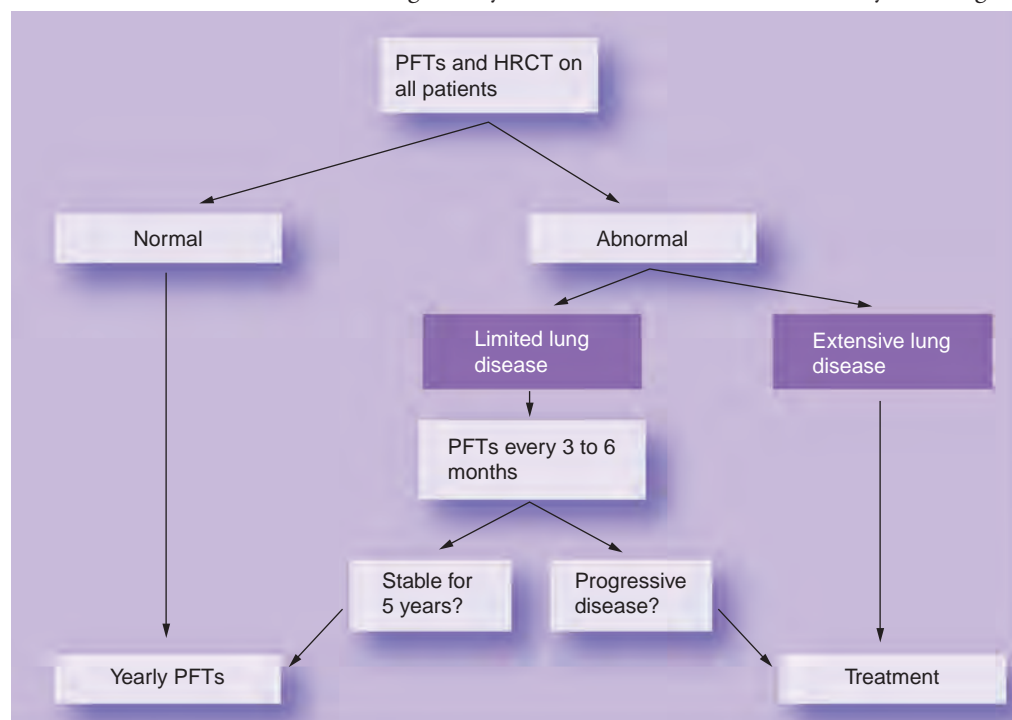 PFTs and HRCT on
all patients
Normal
Abnormal
Limited lung
disease
Extensive lung
disease
PFTs every 3 to 6
months
Stable for
5 years?
Progressive
disease?
Yearly PFTs
Treatment